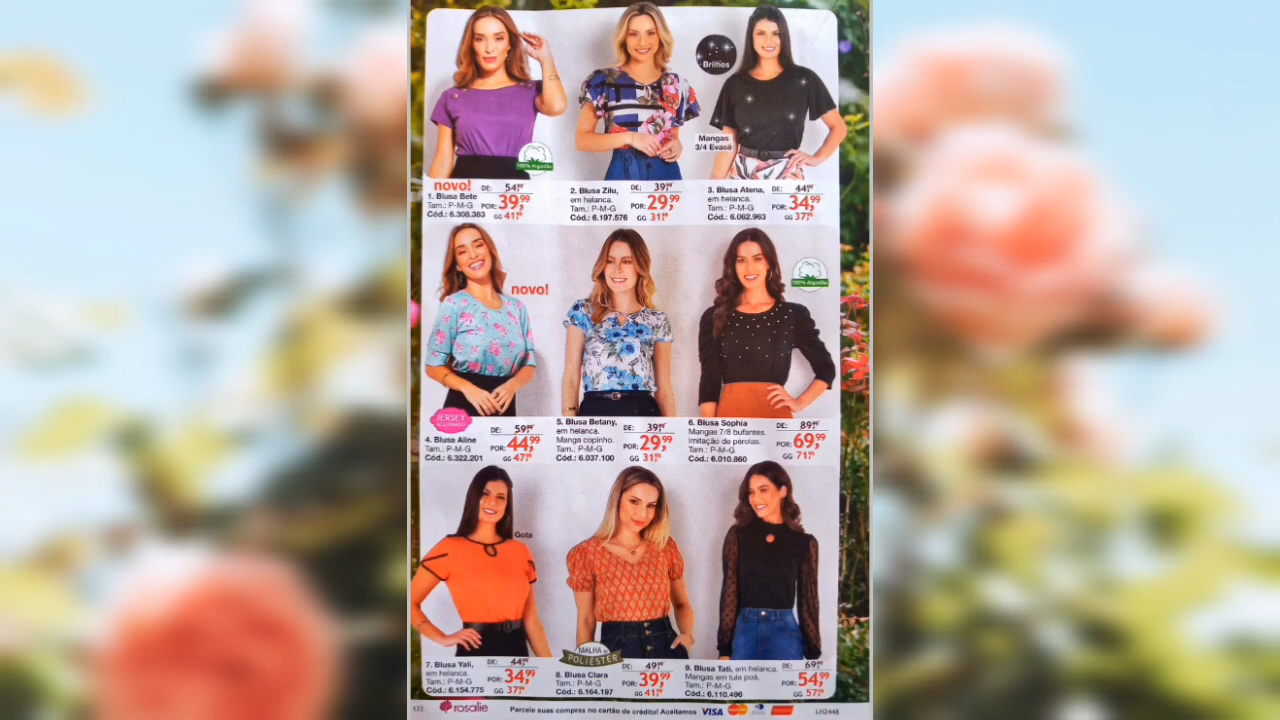 Brilhos
Mangas
3/4 Evasê
100% Algodão
novo!
1. Blusa Bete
Tam.: P-M-G
Cód.: 6.308.383
DE: 54,99
POR: 39,99
GG 41,99
2. Blusa Zilu,
em helanca.
Tam.: P-M-G
Cód.: 6.197.576
DE: 39,99
POR: 29,99
GG 31,99
3. Blusa Atena,
em helanca.
Tam.: P-M-G
Cód.: 6.062.963
DE: 44,99
POR: 34,99
GG 37,99
novo!
100% Algodão
JERSEY
ACETINADO
4. Blusa Aline
Tam.: P-M-G
Cód.: 6.322.201
DE: 59,99
POR: 44,99
GG 47,99
5. Blusa Betany,
em helanca.
Manga copinho.
Tam.: P-M-G
Cód.: 6.037.100
DE: 39,99
POR: 29,99
GG 31,99
6. Blusa Sophia
Mangas 7/8 bufantes.
Imitação de pérolas.
Tam.: P-M-G
Cód.: 6.010.860
DE: 89,99
POR: 69,99
GG 71,99
Gota
7. Blusa Yali,
em helanca.
Tam.: P-M-G
Cód.: 6.154.775
DE: 44,99
POR: 34,99
GG 37,99
MALHA de
POLIÉSTER
8. Blusa Clara
Tam.: P-M-G
Cód.: 6.164.197
DE: 49,99
POR: 39,99
GG 41,99
9. Blusa Tati, em helanca.
Mangas em tule poá.
Tam.: P-M-G
Cód.: 6.110.496
DE: 69,99
POR: 54,99
GG 57,99
122
rosalie
Parcele suas compras no cartão de crédito! Aceitamos VISA
LH2448